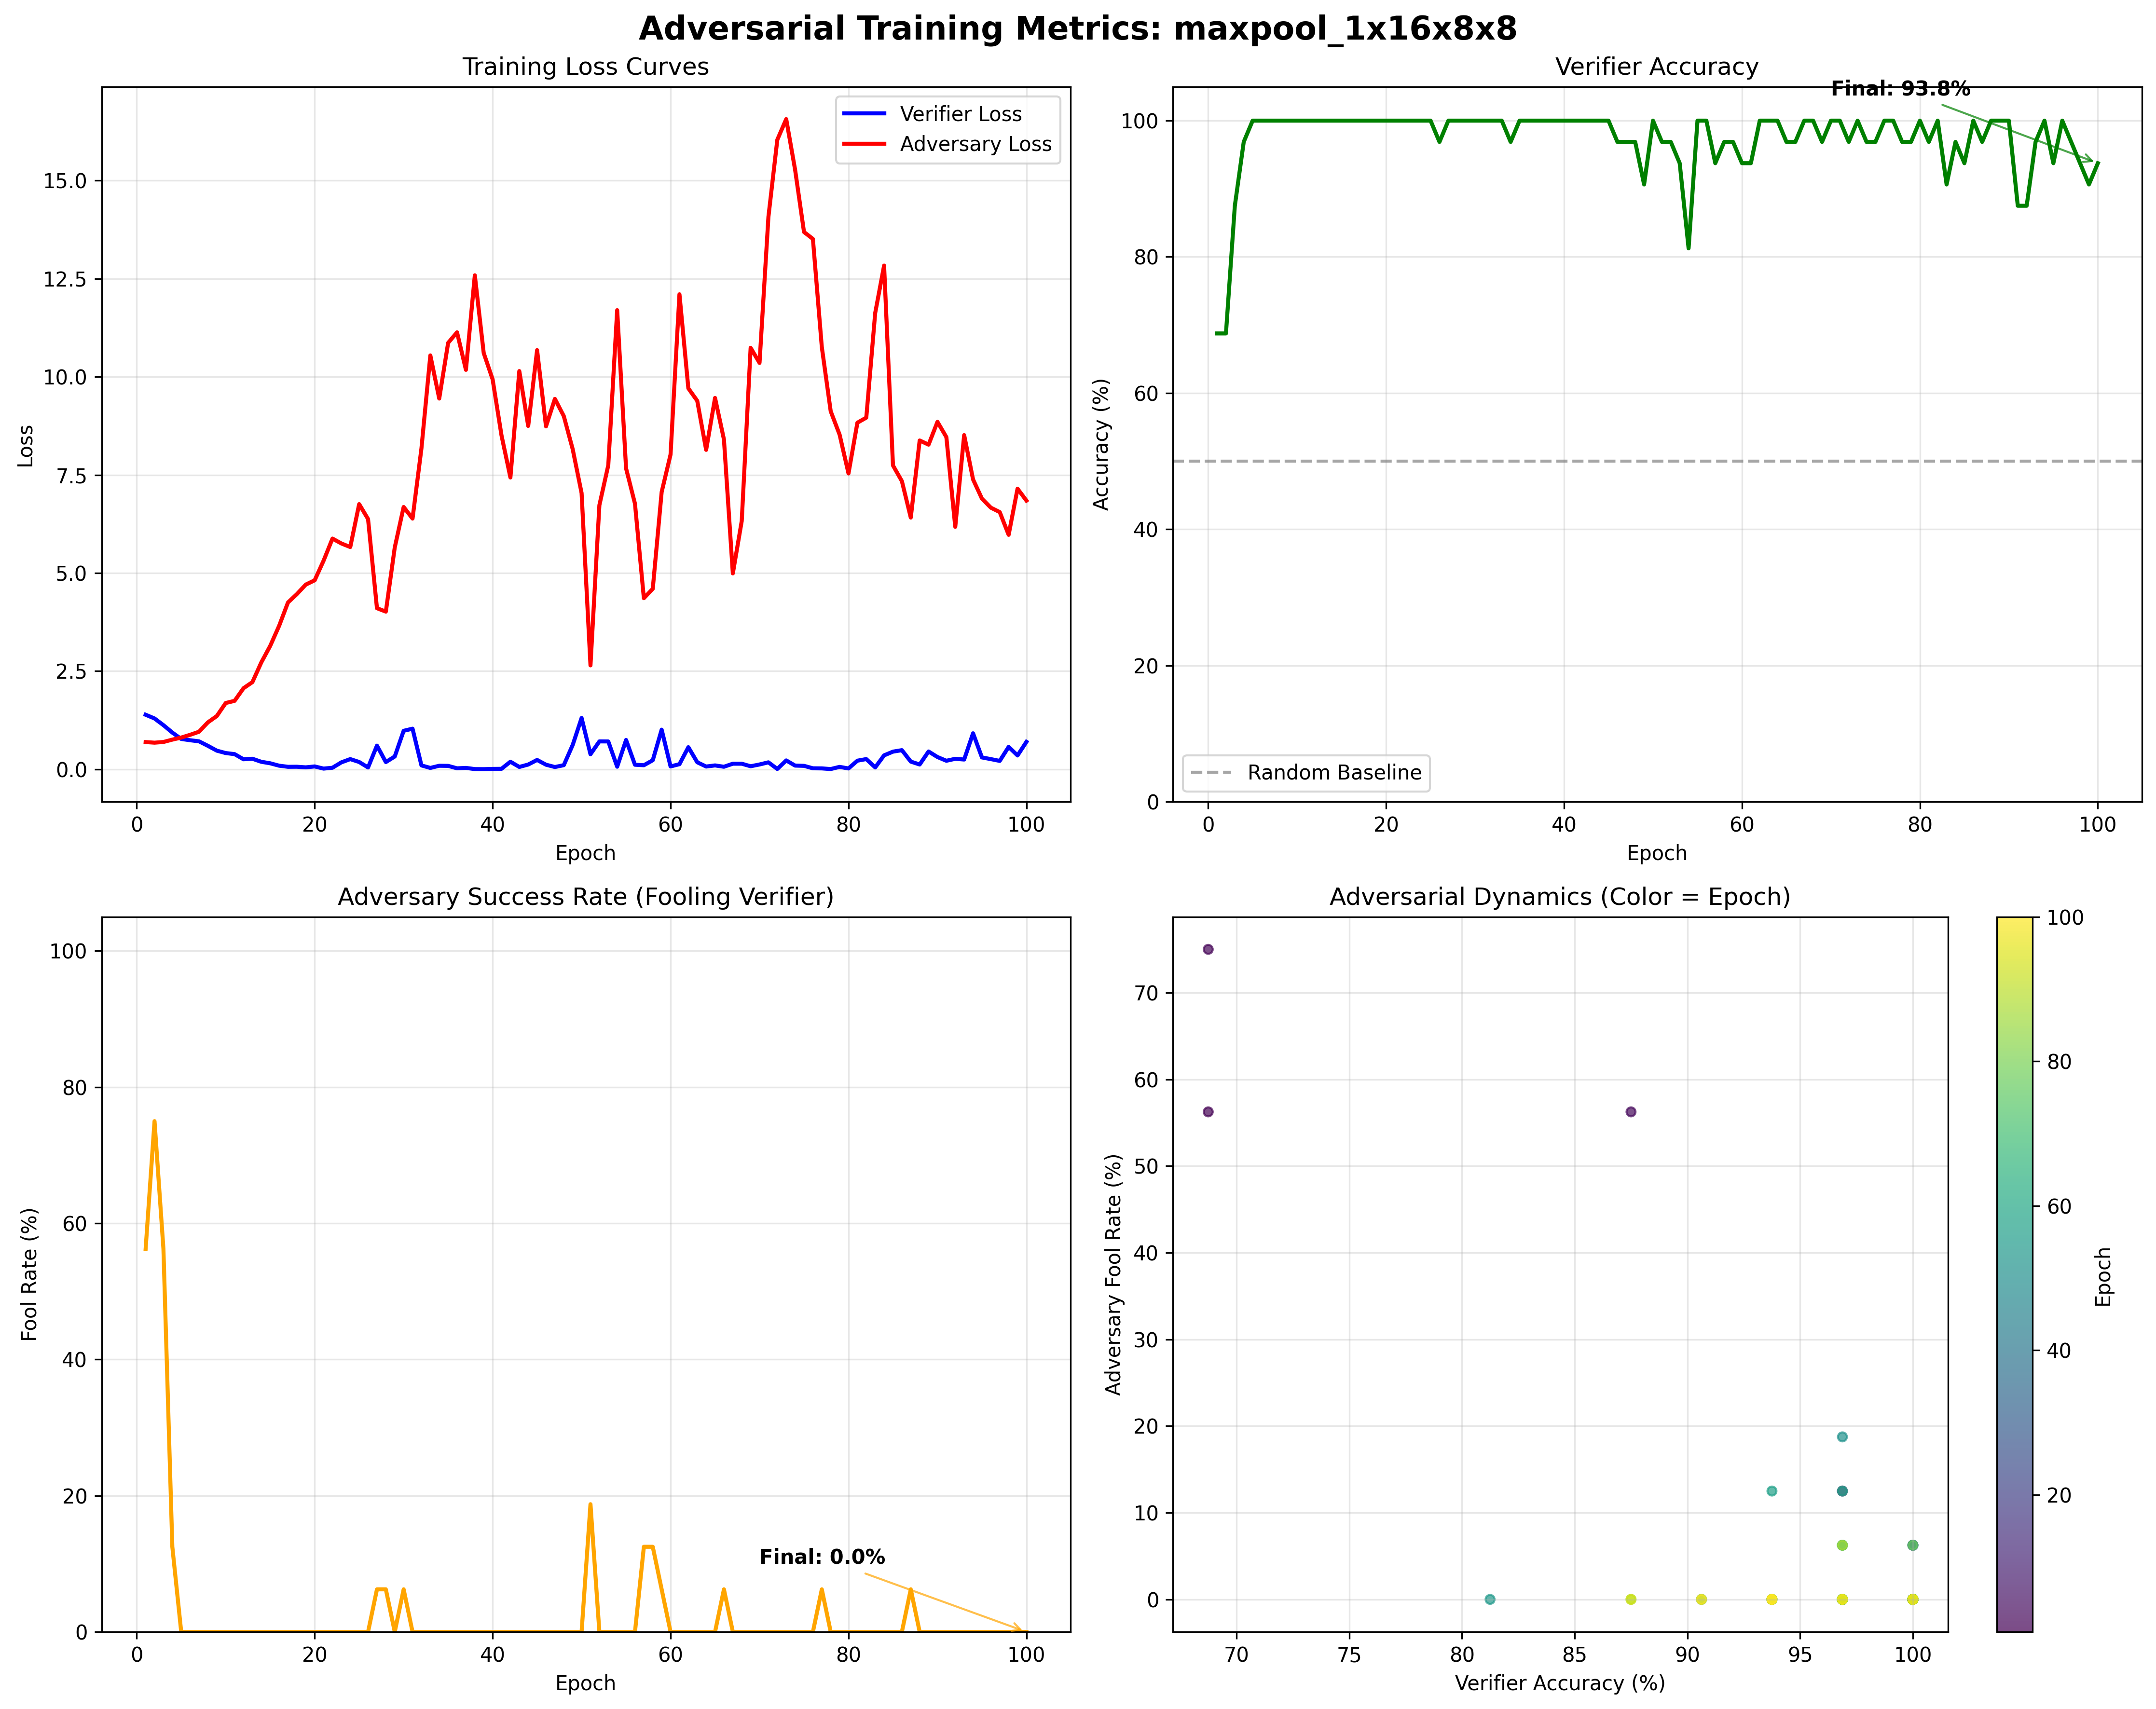 Adversarial Training Metrics: maxpool_1x16x8x8
Training Loss Curves
Verifier Loss
Adversary Loss
15.0
12.5
10.0
7.5
5.0
2.5
0.0
Loss
0 20 40 60 80 100
Epoch
Verifier Accuracy
Final: 93.8%
100
80
60
40
20
0
Accuracy (%)
Random Baseline
0 20 40 60 80 100
Epoch
Adversary Success Rate (Fooling Verifier)
100
80
60
40
20
0
Fool Rate (%)
Final: 0.0%
0 20 40 60 80 100
Epoch
Adversarial Dynamics (Color = Epoch)
70
60
50
40
30
20
10
0
Adversary Fool Rate (%)
70 75 80 85 90 95 100
Verifier Accuracy (%)
100
80
60
40
20
Epoch